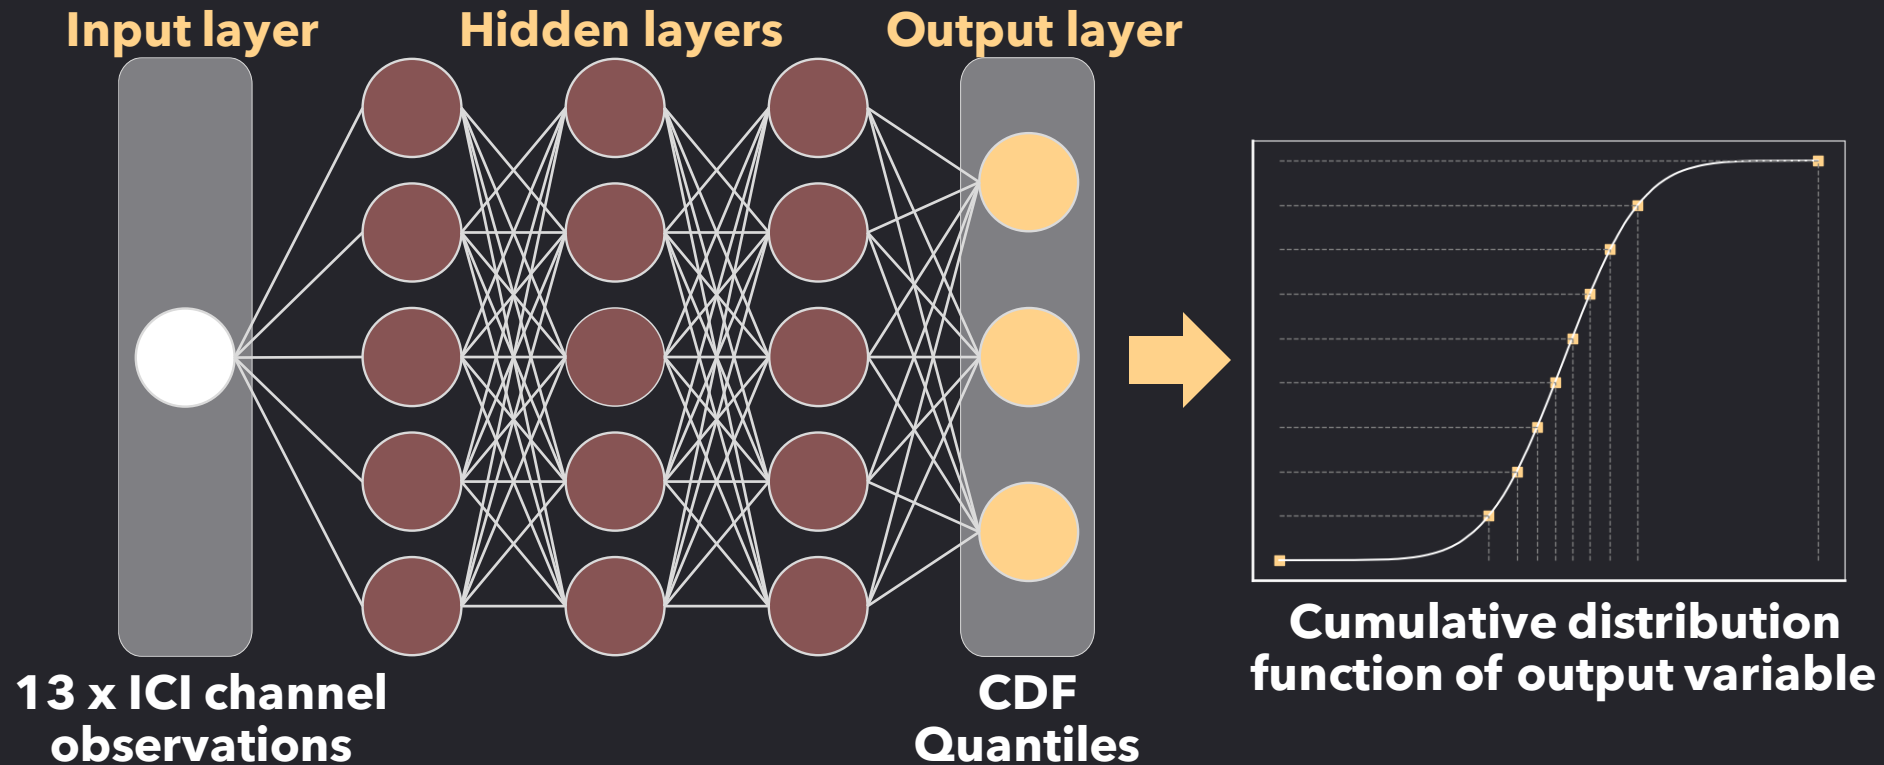 Input layer
Hidden layers
Output layer
13 x ICI channel
observations
CDF
Quantiles
Cumulative distribution
function of output variable